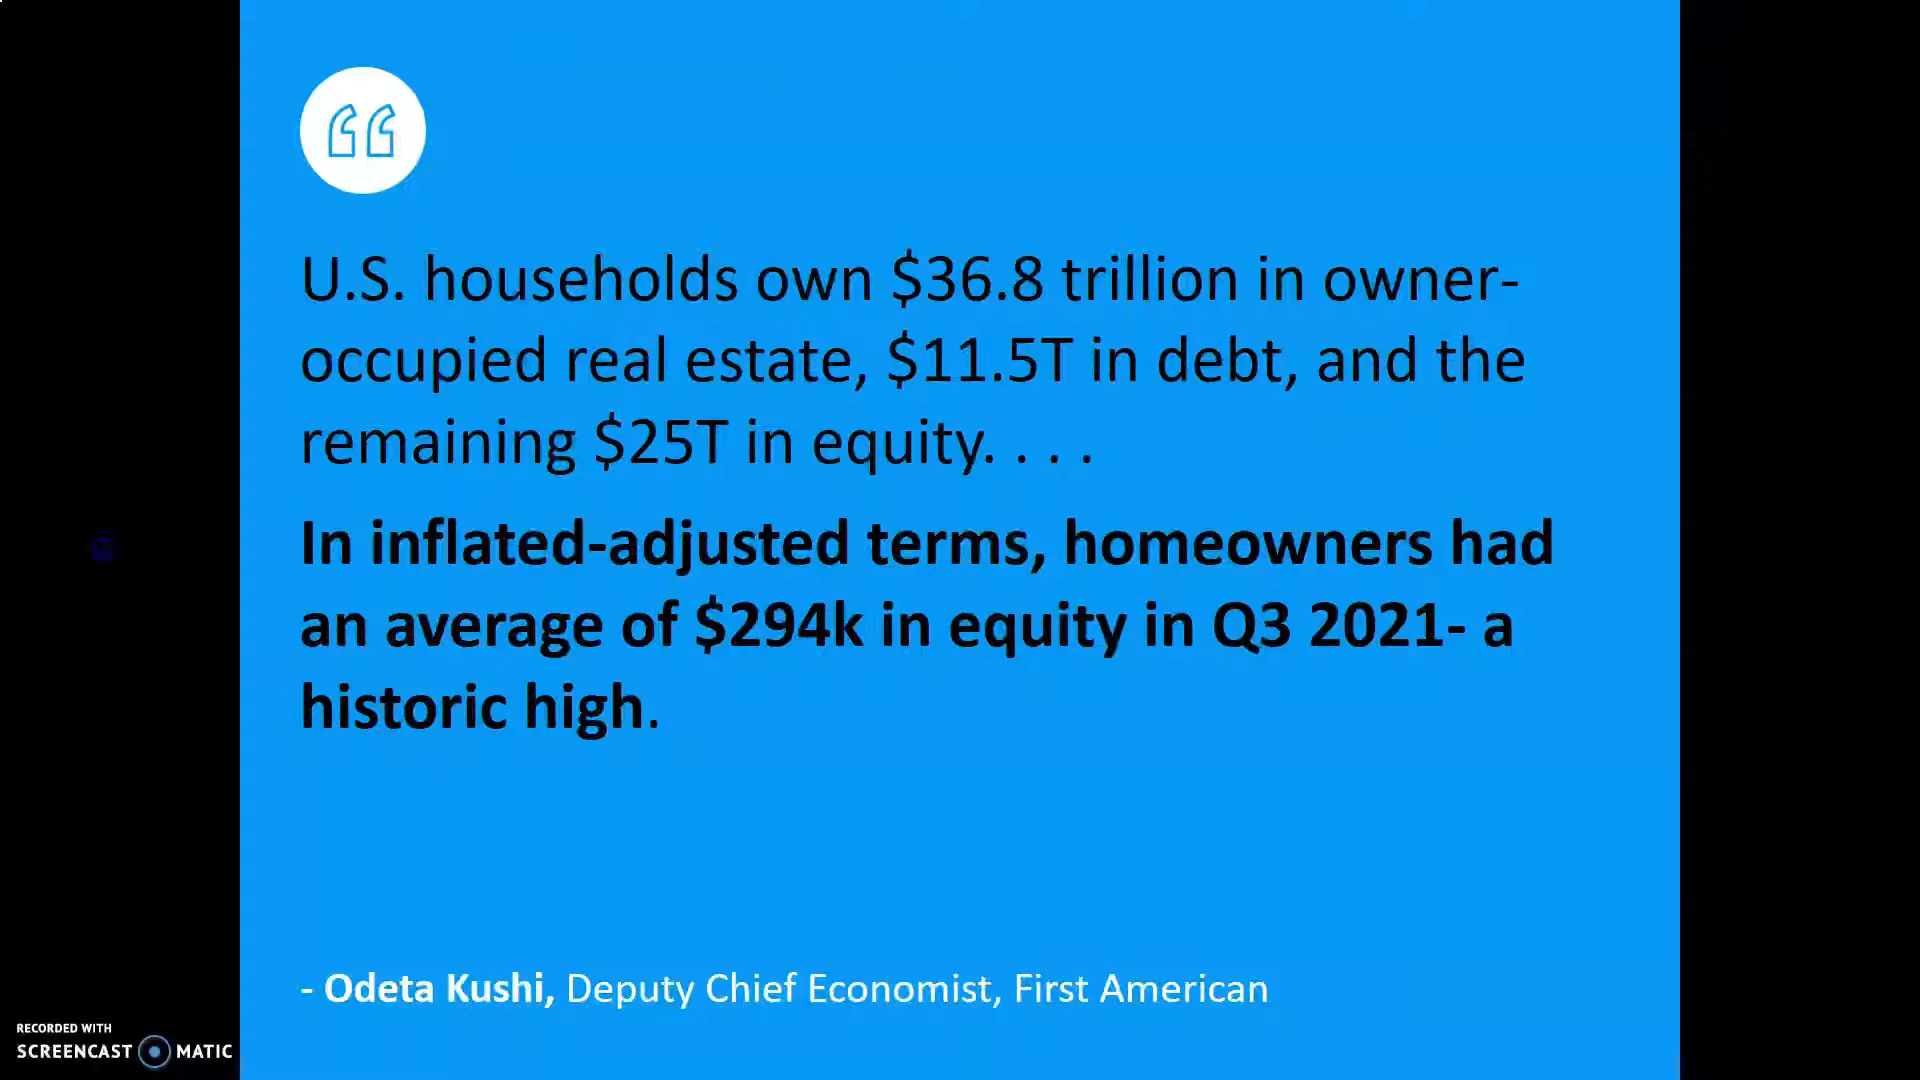 U.S. households own $36.8 trillion in owner-
occupied real estate, $11.5T in debt, and the
remaining $25T in equity. . . .
In inflated-adjusted terms, homeowners had
an average of $294k in equity in Q3 2021- a
historic high.
- Odeta Kushi, Deputy Chief Economist, First American
RECORDED WITH
SCREENCAST MATIC